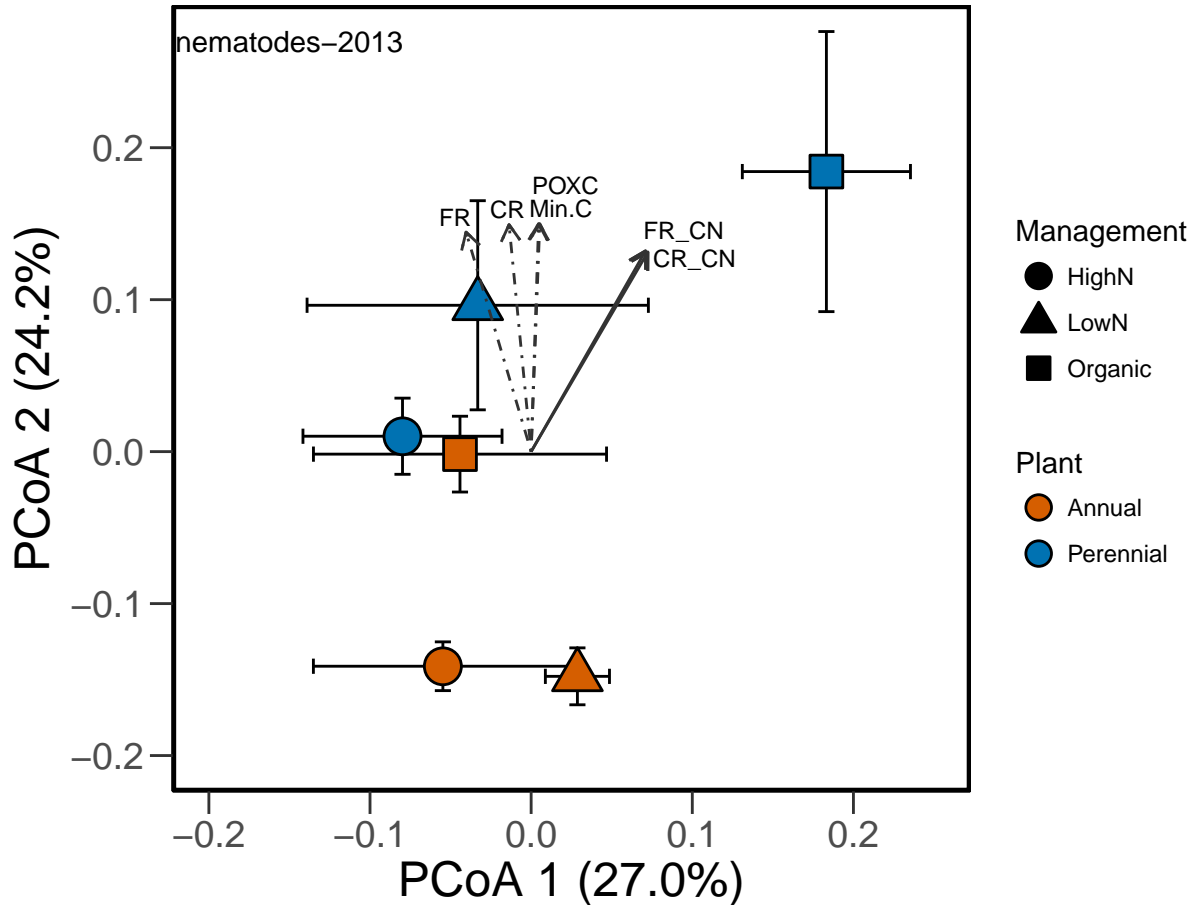 nematodes−2013
POXC
FR
CR
Min.C
FR_CN
CR_CN
0.2
0.1
0.0
−0.1
−0.2
PCoA 2 (24.2%)
−0.2
−0.1
0.0
0.1
0.2
PCoA 1 (27.0%)
Management
HighN
LowN
Organic
Plant
Annual
Perennial